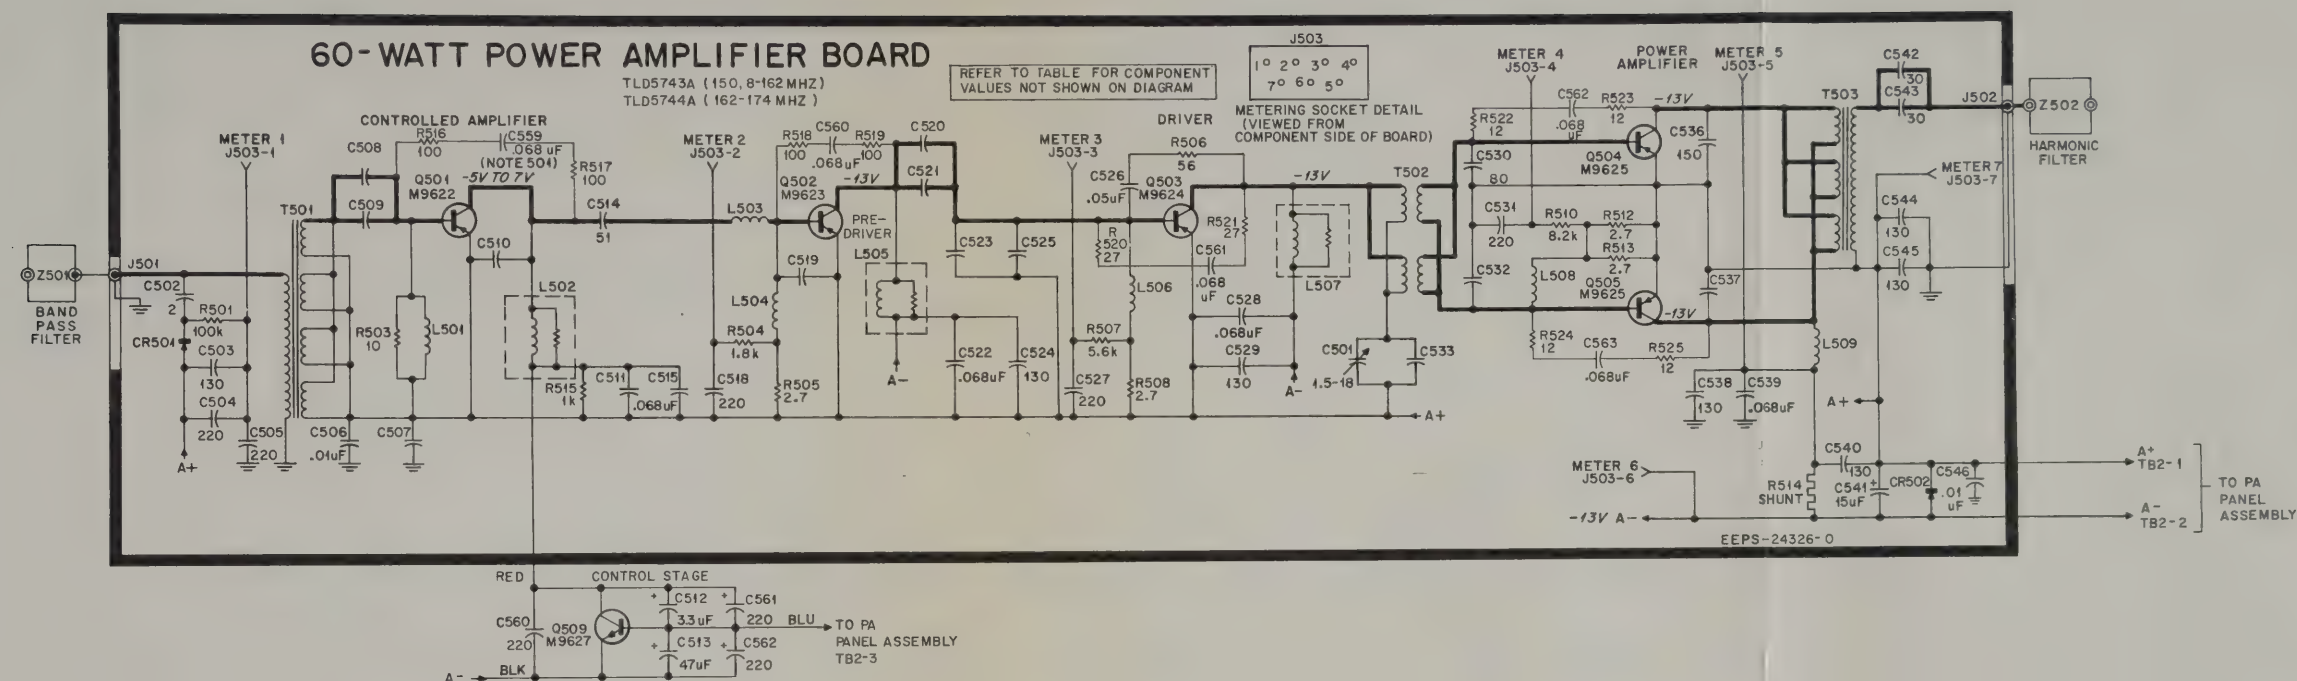 60-WATT POWER AMPLIFIER BOARD
TLD5743A (150,8-162MHZ)
TLD5744A (162-174 MHZ)
REFER TO TABLE FOR COMPONENT
VALUES NOT SHOWN ON DIAGRAM
J503
1 2 3 4
7 6 5
METERING SOCKET DETAIL
(VIEWED FROM
COMPONENT SIDE OF BOARD)
Z501
BAND
PASS
FILTER
J501
C502
2
R501
100k
CR501
C503
130
C504
220
A+
METER 1
J503-1
C505
220
T501
C506
.01uF
C508
C509
CONTROLLED AMPLIFIER
R516
100
C559
.068uF
(NOTE 501)
-5V TO 7V
Q501
M9622
R517
100
C510
R503
10
L501
C507
L502
R515
1k
C511
C515
.068uF
C514
51
METER 2
J503-2
L503
R504
1.8k
C518
220
L504
R505
2.7
R518
100
C560
.068uF
R519
100
Q502
M9623
-13V
PRE-
DRIVER
C519
L505
A-
C520
C521
C522
.068uF
C523
C524
130
C525
METER 3
J503-3
C526
.05uF
R
520
27
R507
5.6k
C527
220
L506
R508
2.7
DRIVER
R506
56
Q503
M9624
R521
27
C561
.068
uF
C528
.068uF
C529
130
-13V
L507
A-
T502
C501
1.5-18
C533
A+
METER 4
J503-4
R522
12
C562
.068
uF
R523
12
C530
80
C531
220
C532
R510
8.2k
R512
2.7
R513
2.7
L508
R524
12
C563
.068uF
R525
12
POWER
AMPLIFIER
Q504
M9625
-13V
Q505
M9625
-13V
METER 5
J503-5
C536
150
C537
C538
130
C539
.068uF
L509
T503
C542
30
C543
30
J502
Z502
HARMONIC
FILTER
METER 7
J503-7
C544
130
C545
130
A+
C540
130
R514
SHUNT
C541
15uF
CR502
C546
.01
uF
METER 6
J503-6
-13V A-
A+
TB2-1
A-
TB2-2
TO PA
PANEL
ASSEMBLY
EEPS-24326-O
RED
CONTROL STAGE
C560
220
Q509
M9627
C512
3.3uF
C513
47uF
C561
220
C562
220
BLU
TO PA
PANEL ASSEMBLY
TB2-3
A-
BLK